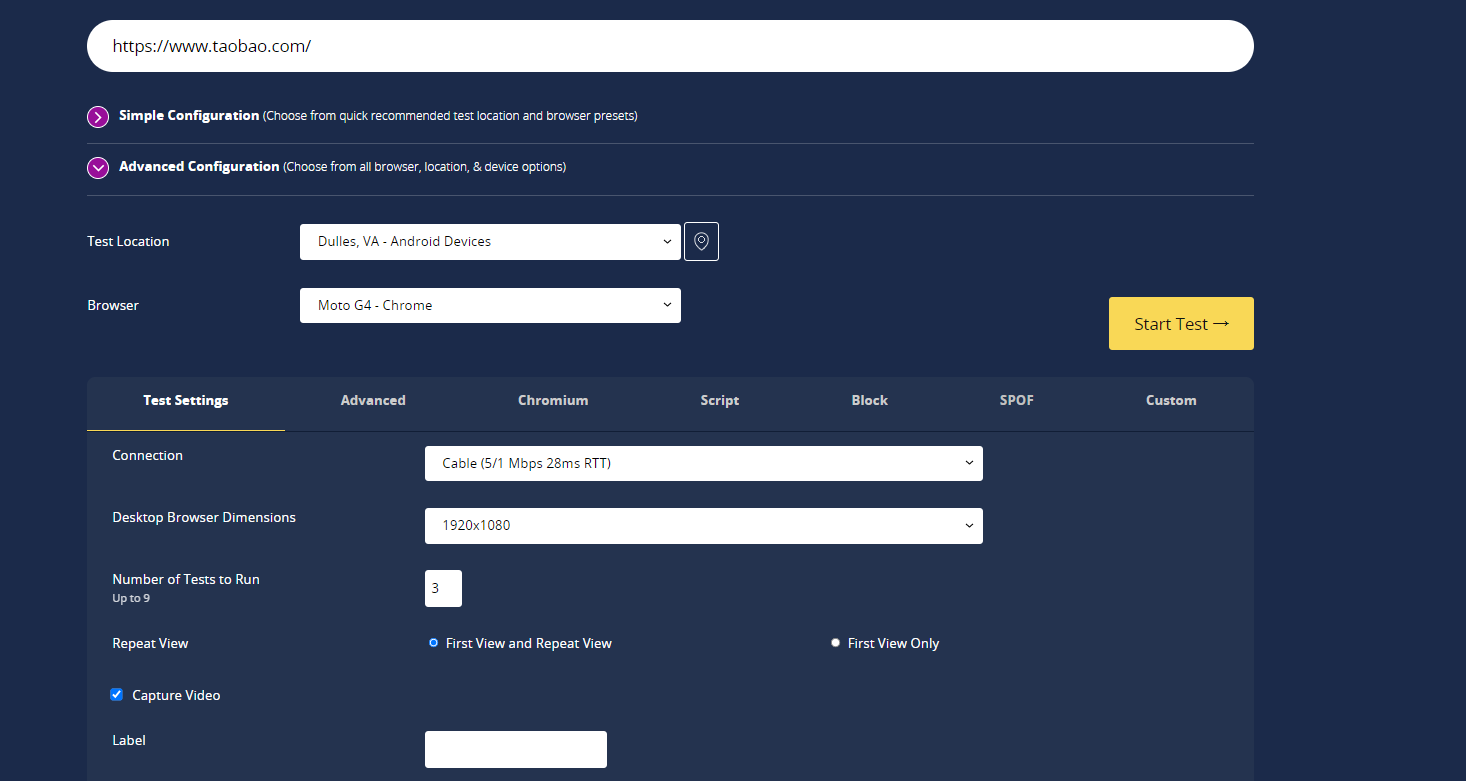 https://www.taobao.com/
Simple Configuration (Choose from quick recommended test location and browser presets)
Advanced Configuration (Choose from all browser, location, & device options)
Test Location
Dulles, VA - Android Devices
Browser
Moto G4 - Chrome
Start Test →
Test Settings
Advanced
Chromium
Script
Block
SPOF
Custom
Connection
Cable (5/1 Mbps 28ms RTT)
Desktop Browser Dimensions
1920x1080
Number of Tests to Run
Up to 9
3
Repeat View
First View and Repeat View
First View Only
Capture Video
Label